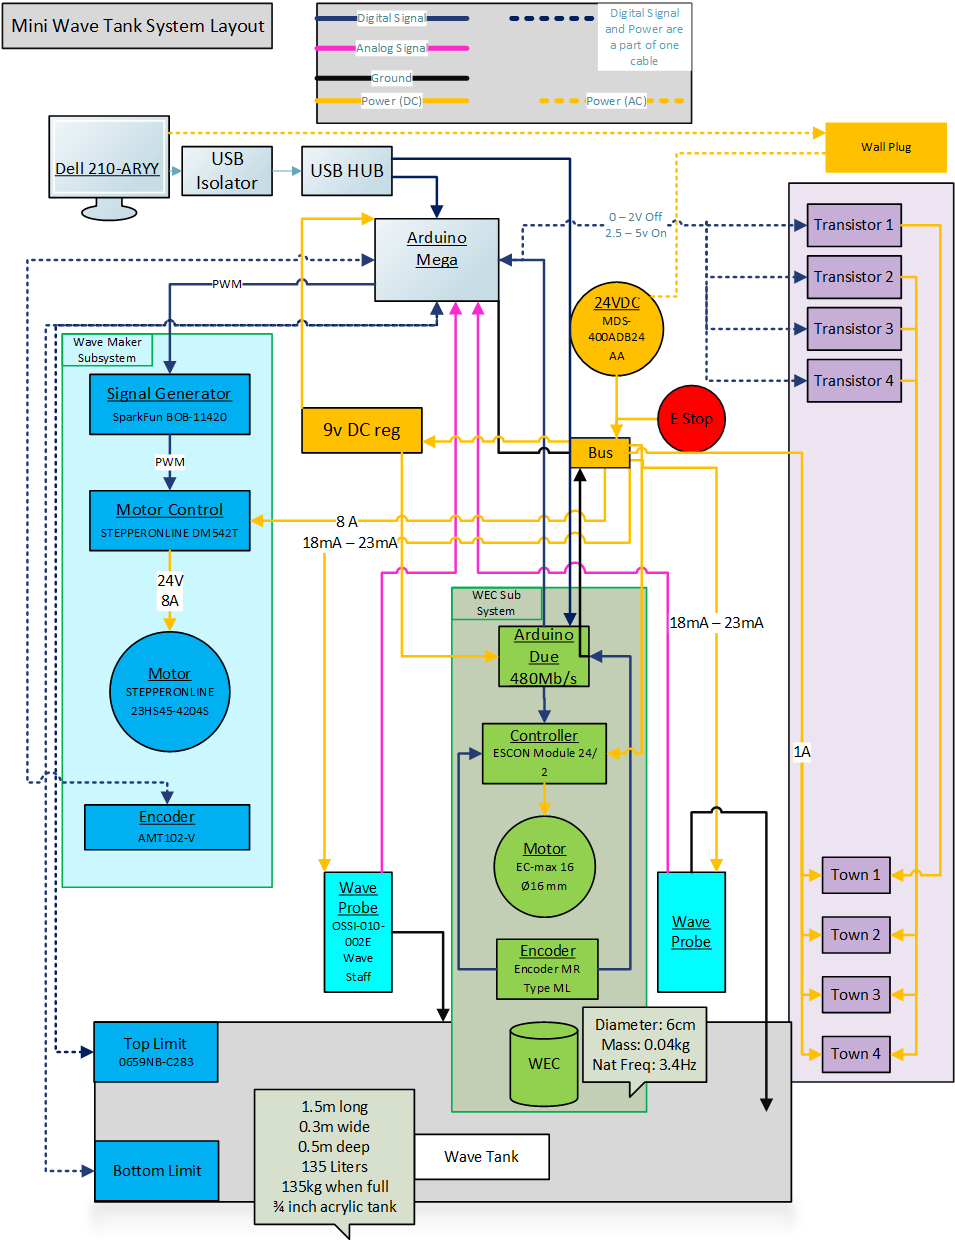 Mini Wave Tank System Layout
Digital Signal
Analog Signal
Ground
Power (DC)
Digital Signal
and Power are
a part of one
cable
Power (AC)
Dell 210-ARYY
USB
Isolator
USB HUB
Wall Plug
Arduino
Mega
0 – 2V Off
2.5 – 5v On
Transistor 1
Transistor 2
Transistor 3
Transistor 4
PWM
24VDC
MDS-
400ADB24
AA
Wave Maker
Subsystem
Signal Generator
SparkFun BOB-11420
9v DC reg
E Stop
Bus
PWM
Motor Control
STEPPERONLINE DM542T
8 A
18mA – 23mA
24V
8A
WEC Sub
System
18mA – 23mA
Arduino
Due
480Mb/s
Motor
STEPPERONLINE
23HS45-4204S
Controller
ESCON Module 24/
2
1A
Encoder
AMT102-V
Motor
EC-max 16
Ø16 mm
Wave
Probe
OSSI-010-
002E
Wave
Staff
Wave
Probe
Encoder
Encoder MR
Type ML
Town 1
Town 2
Town 3
Town 4
Top Limit
0659NB-C283
WEC
Diameter: 6cm
Mass: 0.04kg
Nat Freq: 3.4Hz
Bottom Limit
1.5m long
0.3m wide
0.5m deep
135 Liters
135kg when full
¾ inch acrylic tank
Wave Tank